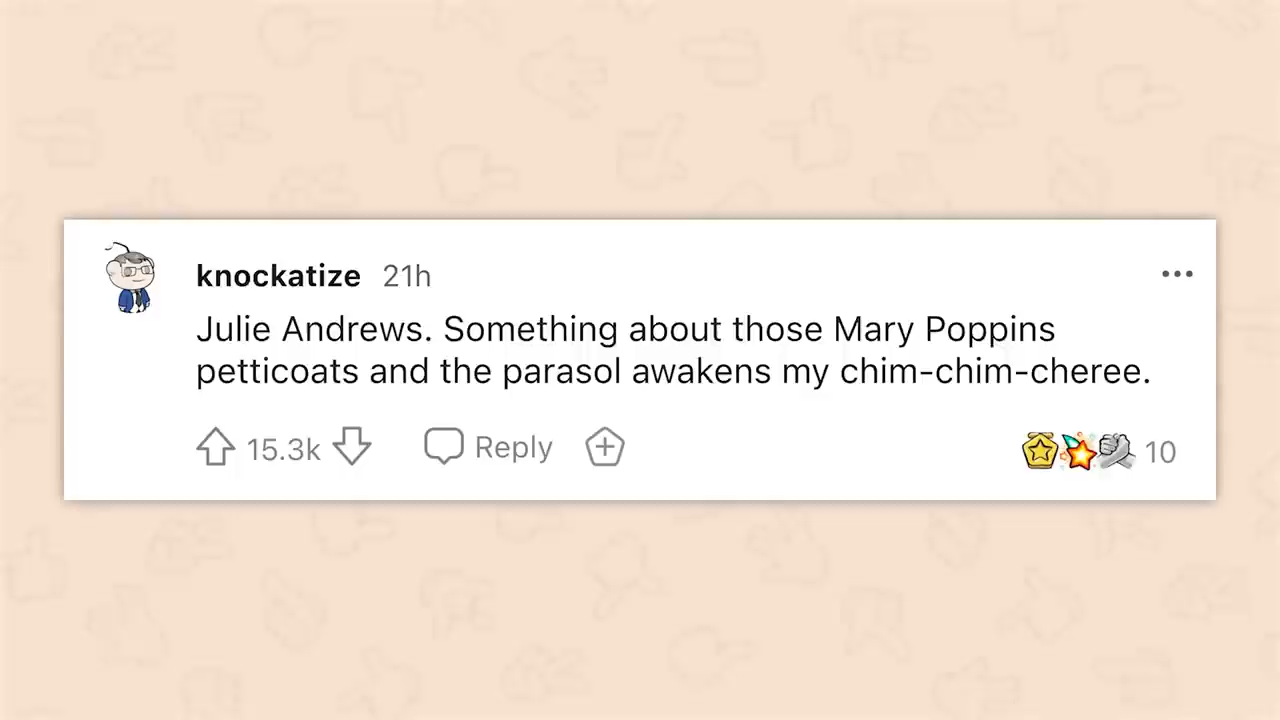 knockatize 21h
Julie Andrews. Something about those Mary Poppins
petticoats and the parasol awakens my chim-chim-cheree.
15.3k Reply 10